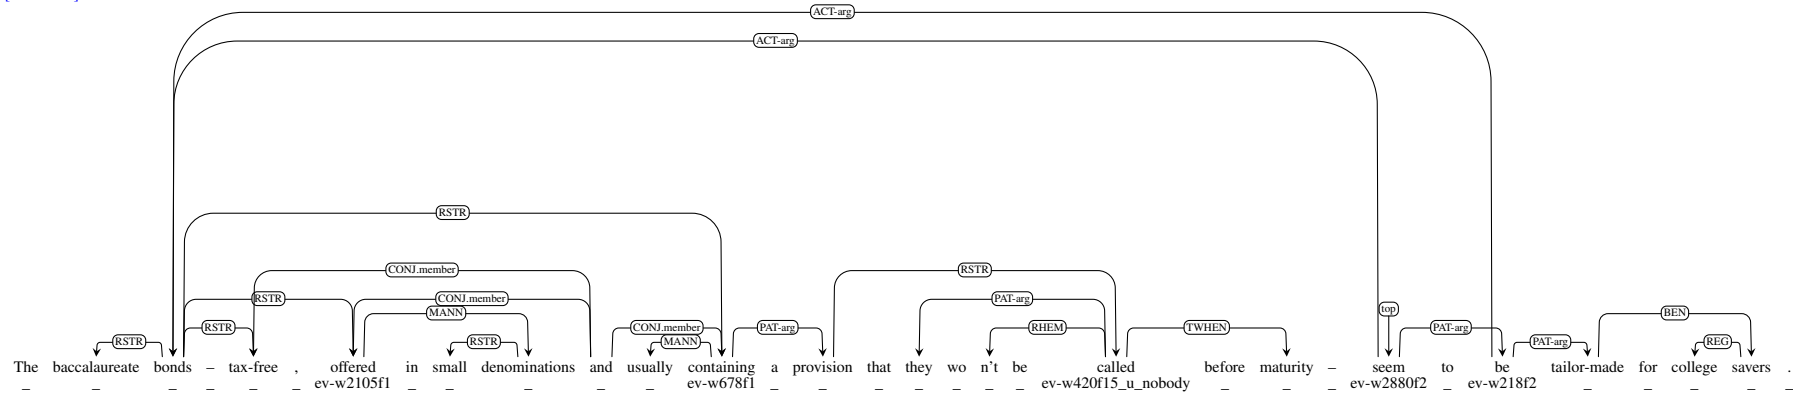 ACT-arg
ACT-arg
RSTR
CONJ.member
RSTR
RSTR CONJ.member PAT-arg
MANN top BEN
RSTR CONJ.member PAT-arg RHEM TWHEN PAT-arg
RSTR RSTR MANN PAT-arg REG
The baccalaureate bonds – tax-free , offered in small denominations and usually containing a provision that they wo n't be called before maturity – seem to be tailor-made for college savers .
_ _ _ _ _ _ ev-w2105f1 _ _ _ _ _ ev-w678f1 _ _ _ _ _ _ _ ev-w420f15_u_nobody _ _ _ ev-w2880f2 _ ev-w218f2 _ _ _ _ _